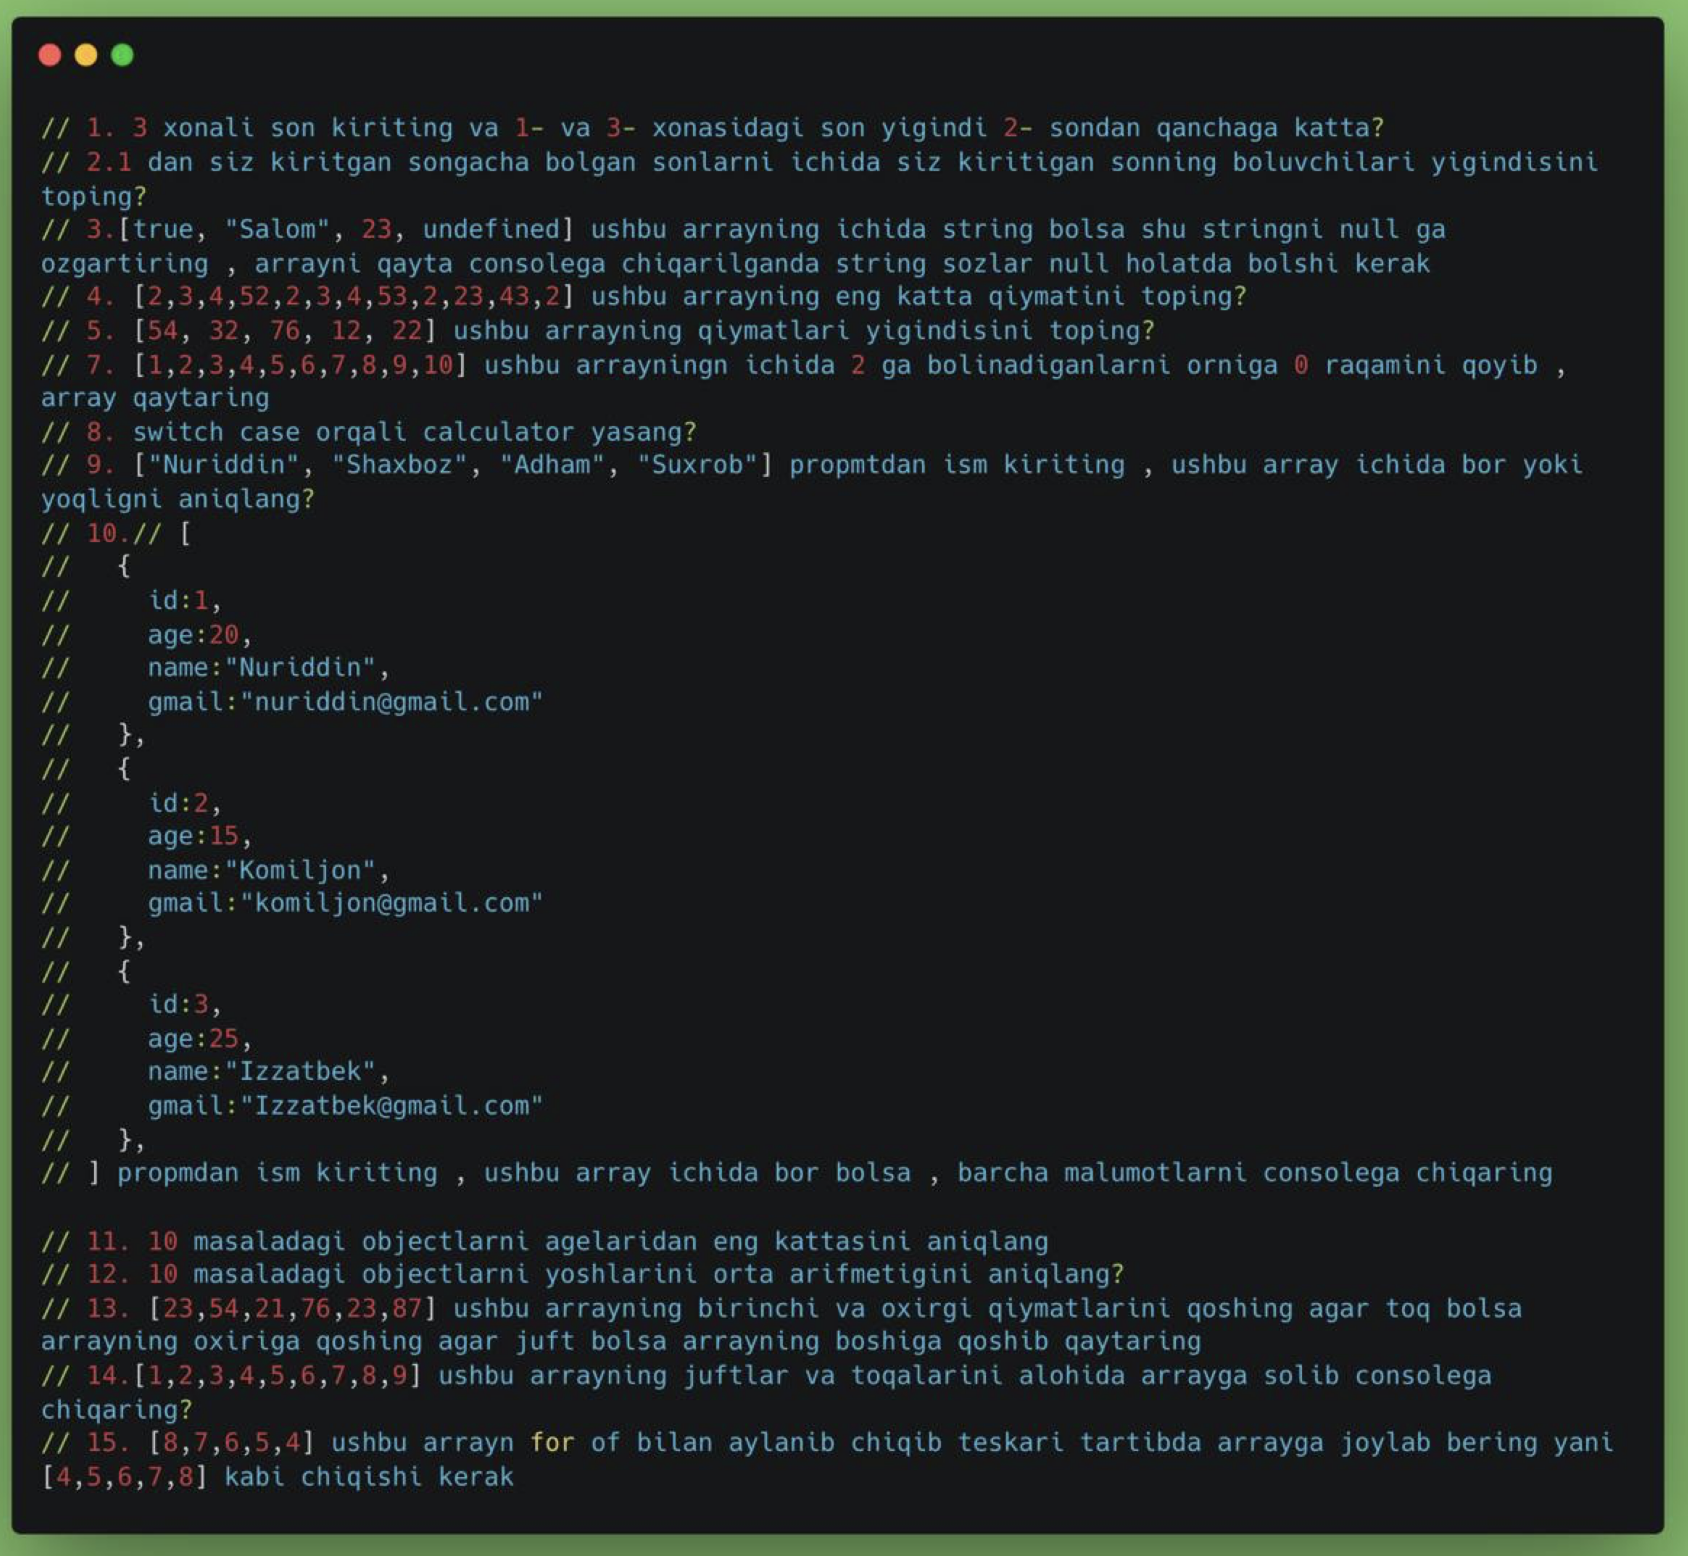 // 1. 3 xonali son kiriting va 1- va 3- xonasidagi son yigindi 2- sondan qanchaga katta?
// 2.1 dan siz kiritgan songacha bolgan sonlarni ichida siz kiritigan sonning boluvchilari yigindisini
toping?
// 3.[true, "Salom", 23, undefined] ushbu arrayning ichida string bolsa shu stringni null ga
ozgartiring , arrayni qayta consolega chiqarilganda string sozlar null holatda bolshi kerak
// 4. [2,3,4,52,2,3,4,53,2,23,43,2] ushbu arrayning eng katta qiymatini toping?
// 5. [54, 32, 76, 12, 22] ushbu arrayning qiymatlari yigindisini toping?
// 7. [1,2,3,4,5,6,7,8,9,10] ushbu arrayningn ichida 2 ga bolinadiganlarni orniga 0 raqamini qoyib ,
array qaytaring
// 8. switch case orqali calculator yasang?
// 9. ["Nuriddin", "Shaxboz", "Adham", "Suxrob"] propmtdan ism kiriting , ushbu array ichida bor yoki
yoqligni aniqlang?
// 10.// [
//   {
//     id:1,
//     age:20,
//     name:"Nuriddin",
//     gmail:"nuriddin@gmail.com"
//   },
//   {
//     id:2,
//     age:15,
//     name:"Komiljon",
//     gmail:"komiljon@gmail.com"
//   },
//   {
//     id:3,
//     age:25,
//     name:"Izzatbek",
//     gmail:"Izzatbek@gmail.com"
//   },
// ] propmdan ism kiriting , ushbu array ichida bor bolsa , barcha malumotlarni consolega chiqaring
// 11. 10 masaladagi objectlarni agelaridan eng kattasini aniqlang
// 12. 10 masaladagi objectlarni yoshlarini orta arifmetigini aniqlang?
// 13. [23,54,21,76,23,87] ushbu arrayning birinchi va oxirgi qiymatlarini qoshing agar toq bolsa
arrayning oxiriga qoshing agar juft bolsa arrayning boshiga qoshib qaytaring
// 14.[1,2,3,4,5,6,7,8,9] ushbu arrayning juftlar va toqalarini alohida arrayga solib consolega
chiqaring?
// 15. [8,7,6,5,4] ushbu arrayn for of bilan aylanib chiqib teskari tartibda arrayga joylab bering yani
[4,5,6,7,8] kabi chiqishi kerak